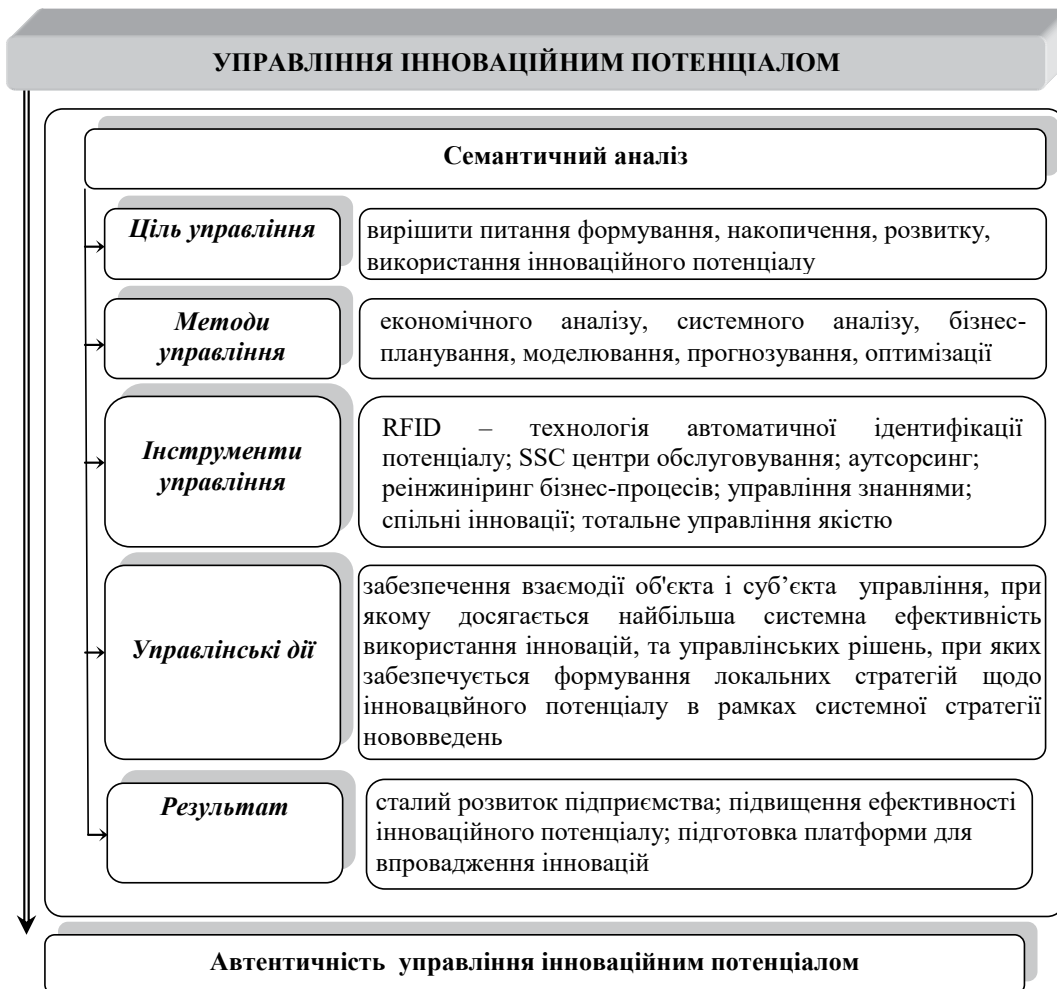 УПРАВЛІННЯ ІННОВАЦІЙНИМ ПОТЕНЦІАЛОМ
Семантичний аналіз
Ціль управління
вирішити питання формування, накопичення, розвитку,
використання інноваційного потенціалу
Методи
управління
економічного аналізу, системного аналізу, бізнес-
планування, моделювання, прогнозування, оптимізації
Інструменти
управління
RFID – технологія автоматичної ідентифікації
потенціалу; SSC центри обслуговування; аутсорсинг;
реінжиніринг бізнес-процесів; управління знаннями;
спільні інновації; тотальне управління якістю
Управлінські дії
забезпечення взаємодії об'єкта і суб’єкта управління, при
якому досягається найбільша системна ефективність
використання інновацій, та управлінських рішень, при яких
забезпечується формування локальних стратегій щодо
інновацвйного потенціалу в рамках системної стратегії
нововведень
Результат
сталий розвиток підприємства; підвищення ефективності
інноваційного потенціалу; підготовка платформи для
впровадження інновацій
Автентичність управління інноваційним потенціалом